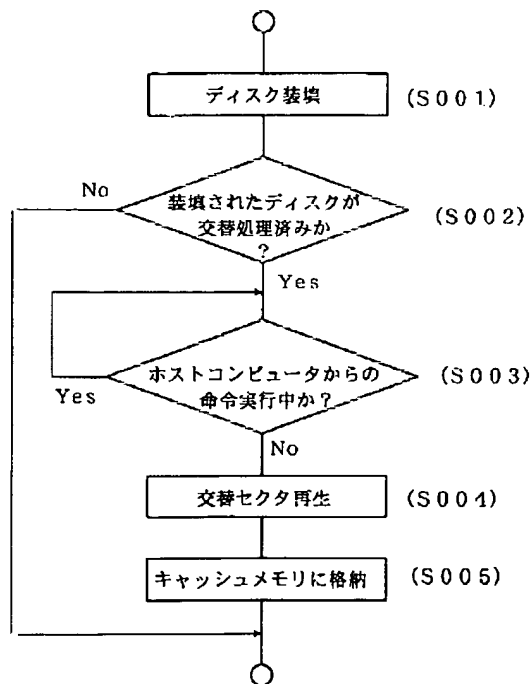 ディスク装填
(S001)
No
装填されたディスクが
交替処理済みか
?
(S002)
Yes
ホストコンピュータからの
命令実行中か?
(S003)
Yes
No
交替セクタ再生
(S004)
キャッシュメモリに格納
(S005)